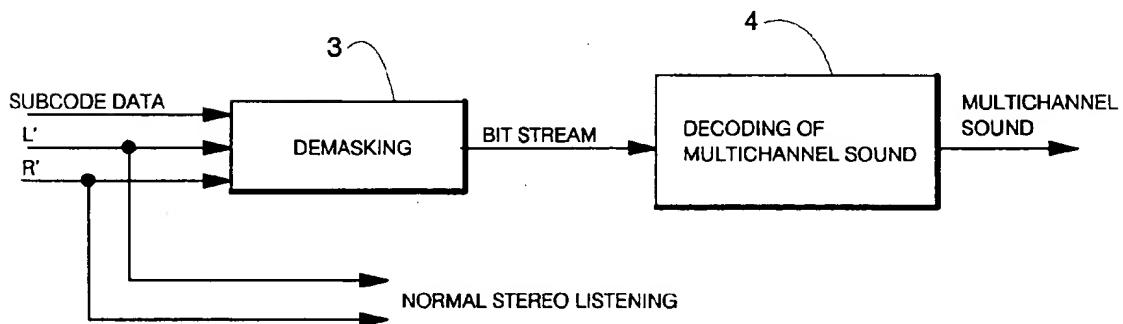 3
4
SUBCODE DATA
L'
R'
DEMASKING
BIT STREAM
DECODING OF
MULTICHANNEL SOUND
MULTICHANNEL
SOUND
NORMAL STEREO LISTENING